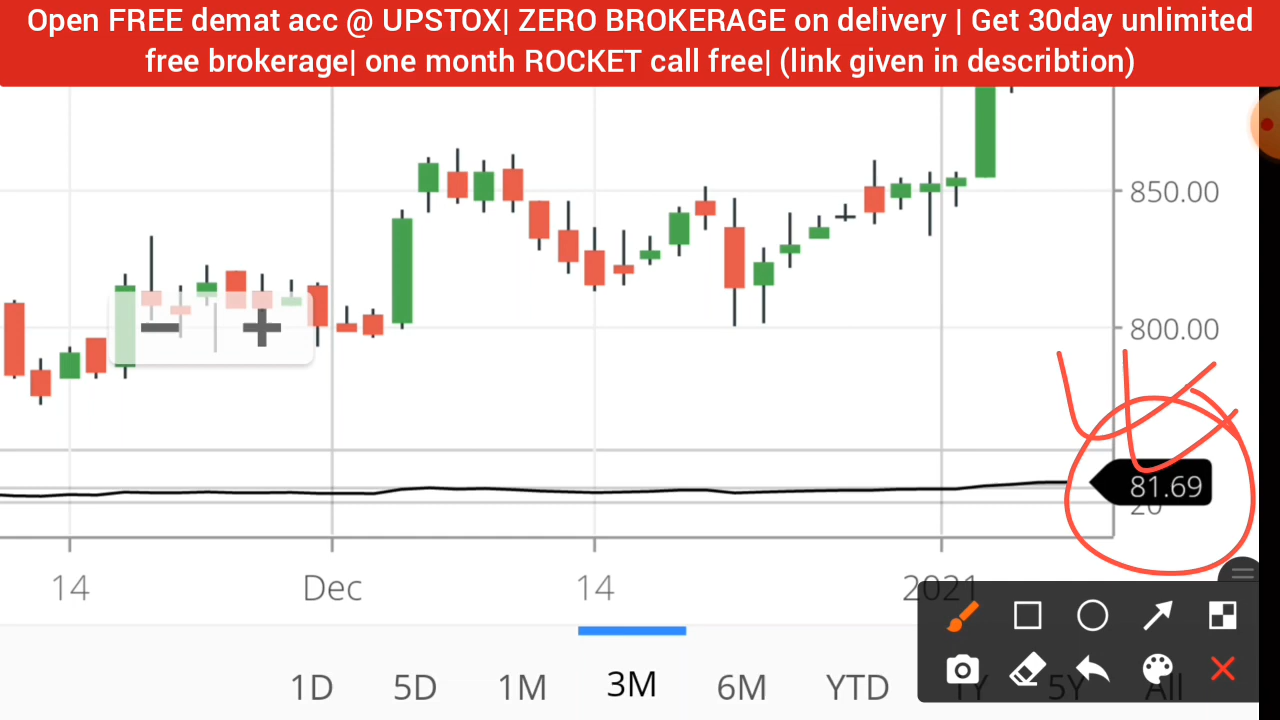 Open FREE demat acc @ UPSTOX| ZERO BROKERAGE on delivery | Get 30day unlimited
free brokerage| one month ROCKET call free| (link given in describtion)
850.00
800.00
81.69
20
14 Dec 14 2021
1D 5D 1M 3M 6M YTD 1Y 5Y All